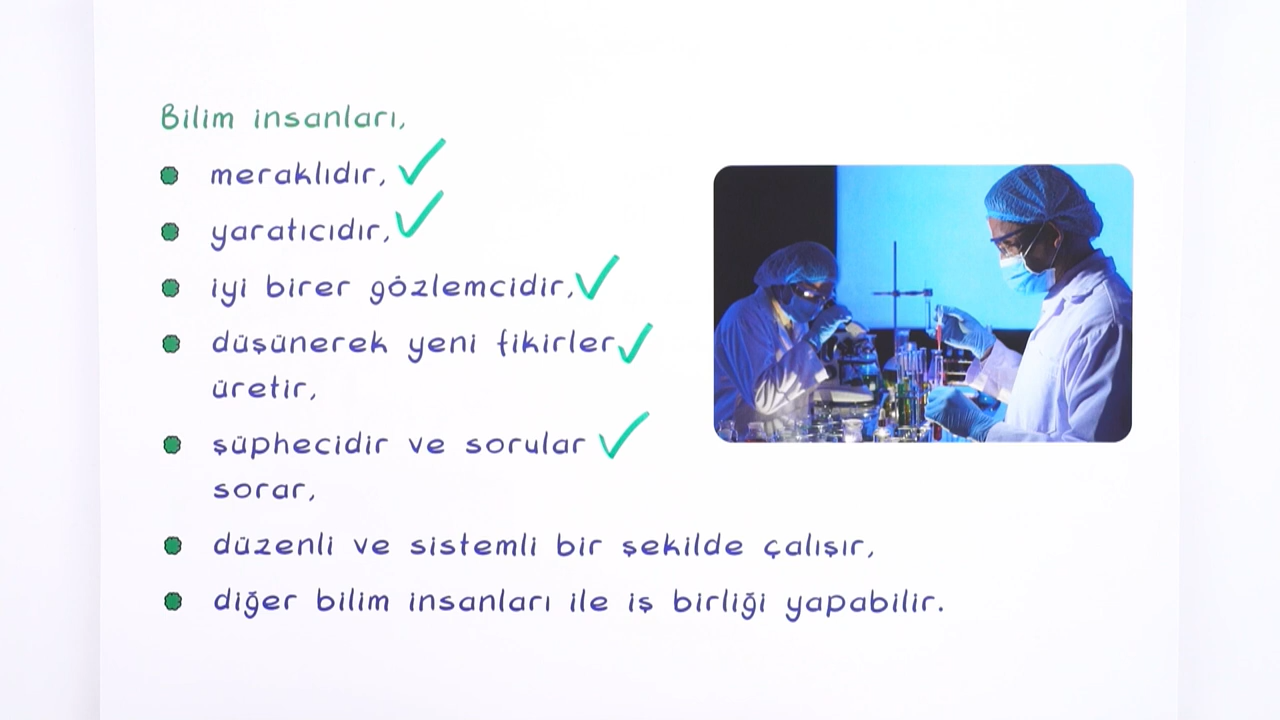 Bilim insanları,
meraklıdır,
yaratıcıdır,
iyi birer gözlemcidir,
düşünerek yeni fikirler
üretir,
şüphecidir ve sorular
sorar,
düzenli ve sistemli bir şekilde çalışır,
diğer bilim insanları ile iş birliği yapabilir.